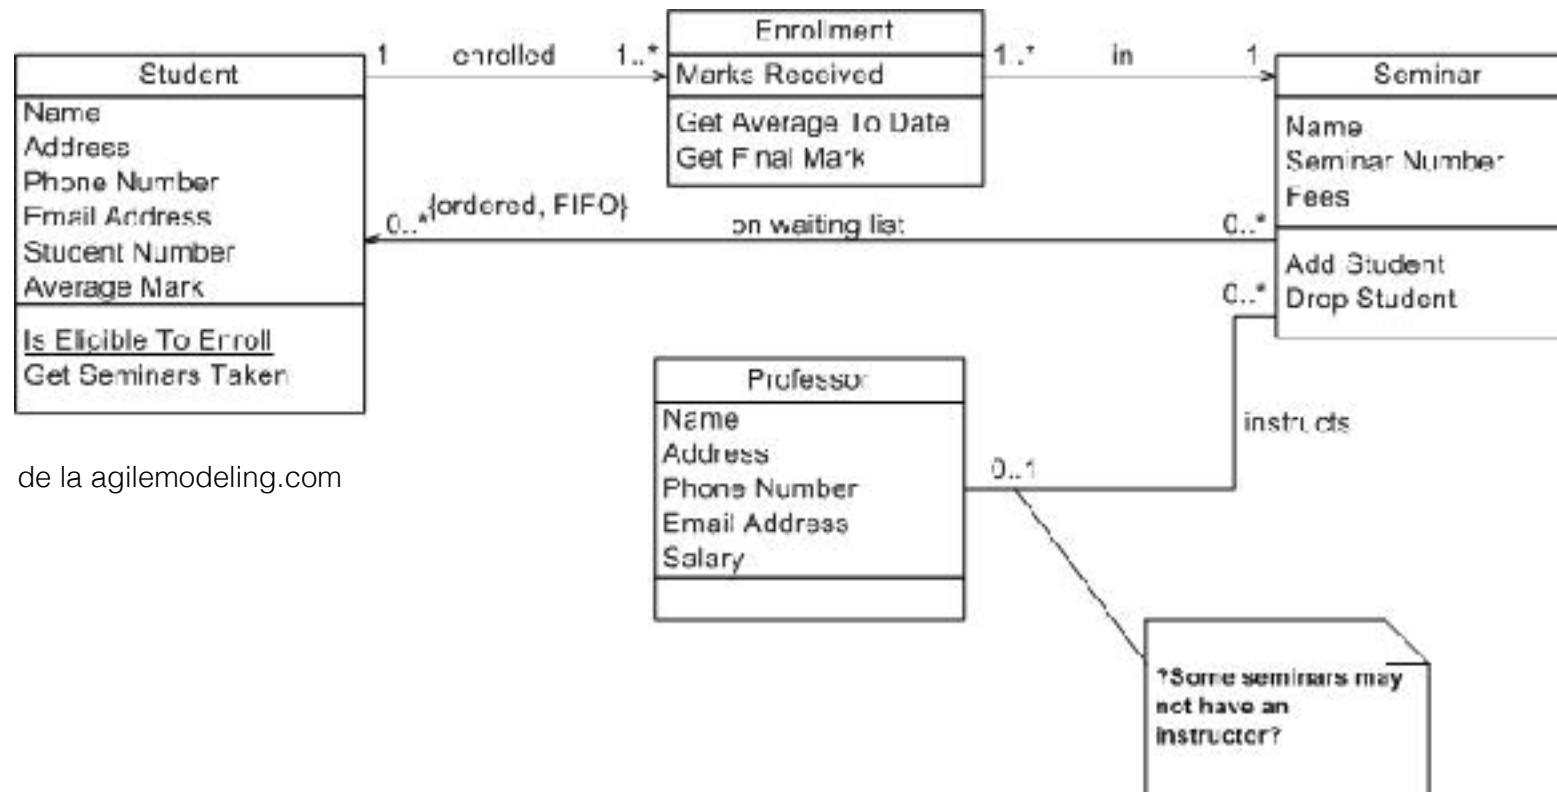 Student
Name
Address
Phone Number
Email Address
Student Number
Average Mark
Is Eligible To Enroll
Get Seminars Taken
1 enrolled 1..*
Enrollment
Marks Received
Get Average To Date
Get Final Mark
1..* in 1
Seminar
Name
Seminar Number
Fees
Add Student
Drop Student
0..* {ordered, FIFO} on waiting list 0..*
0..*
instructs
0..1
Professor
Name
Address
Phone Number
Email Address
Salary
?Some seminars may
not have an
instructor?
de la agilemodeling.com